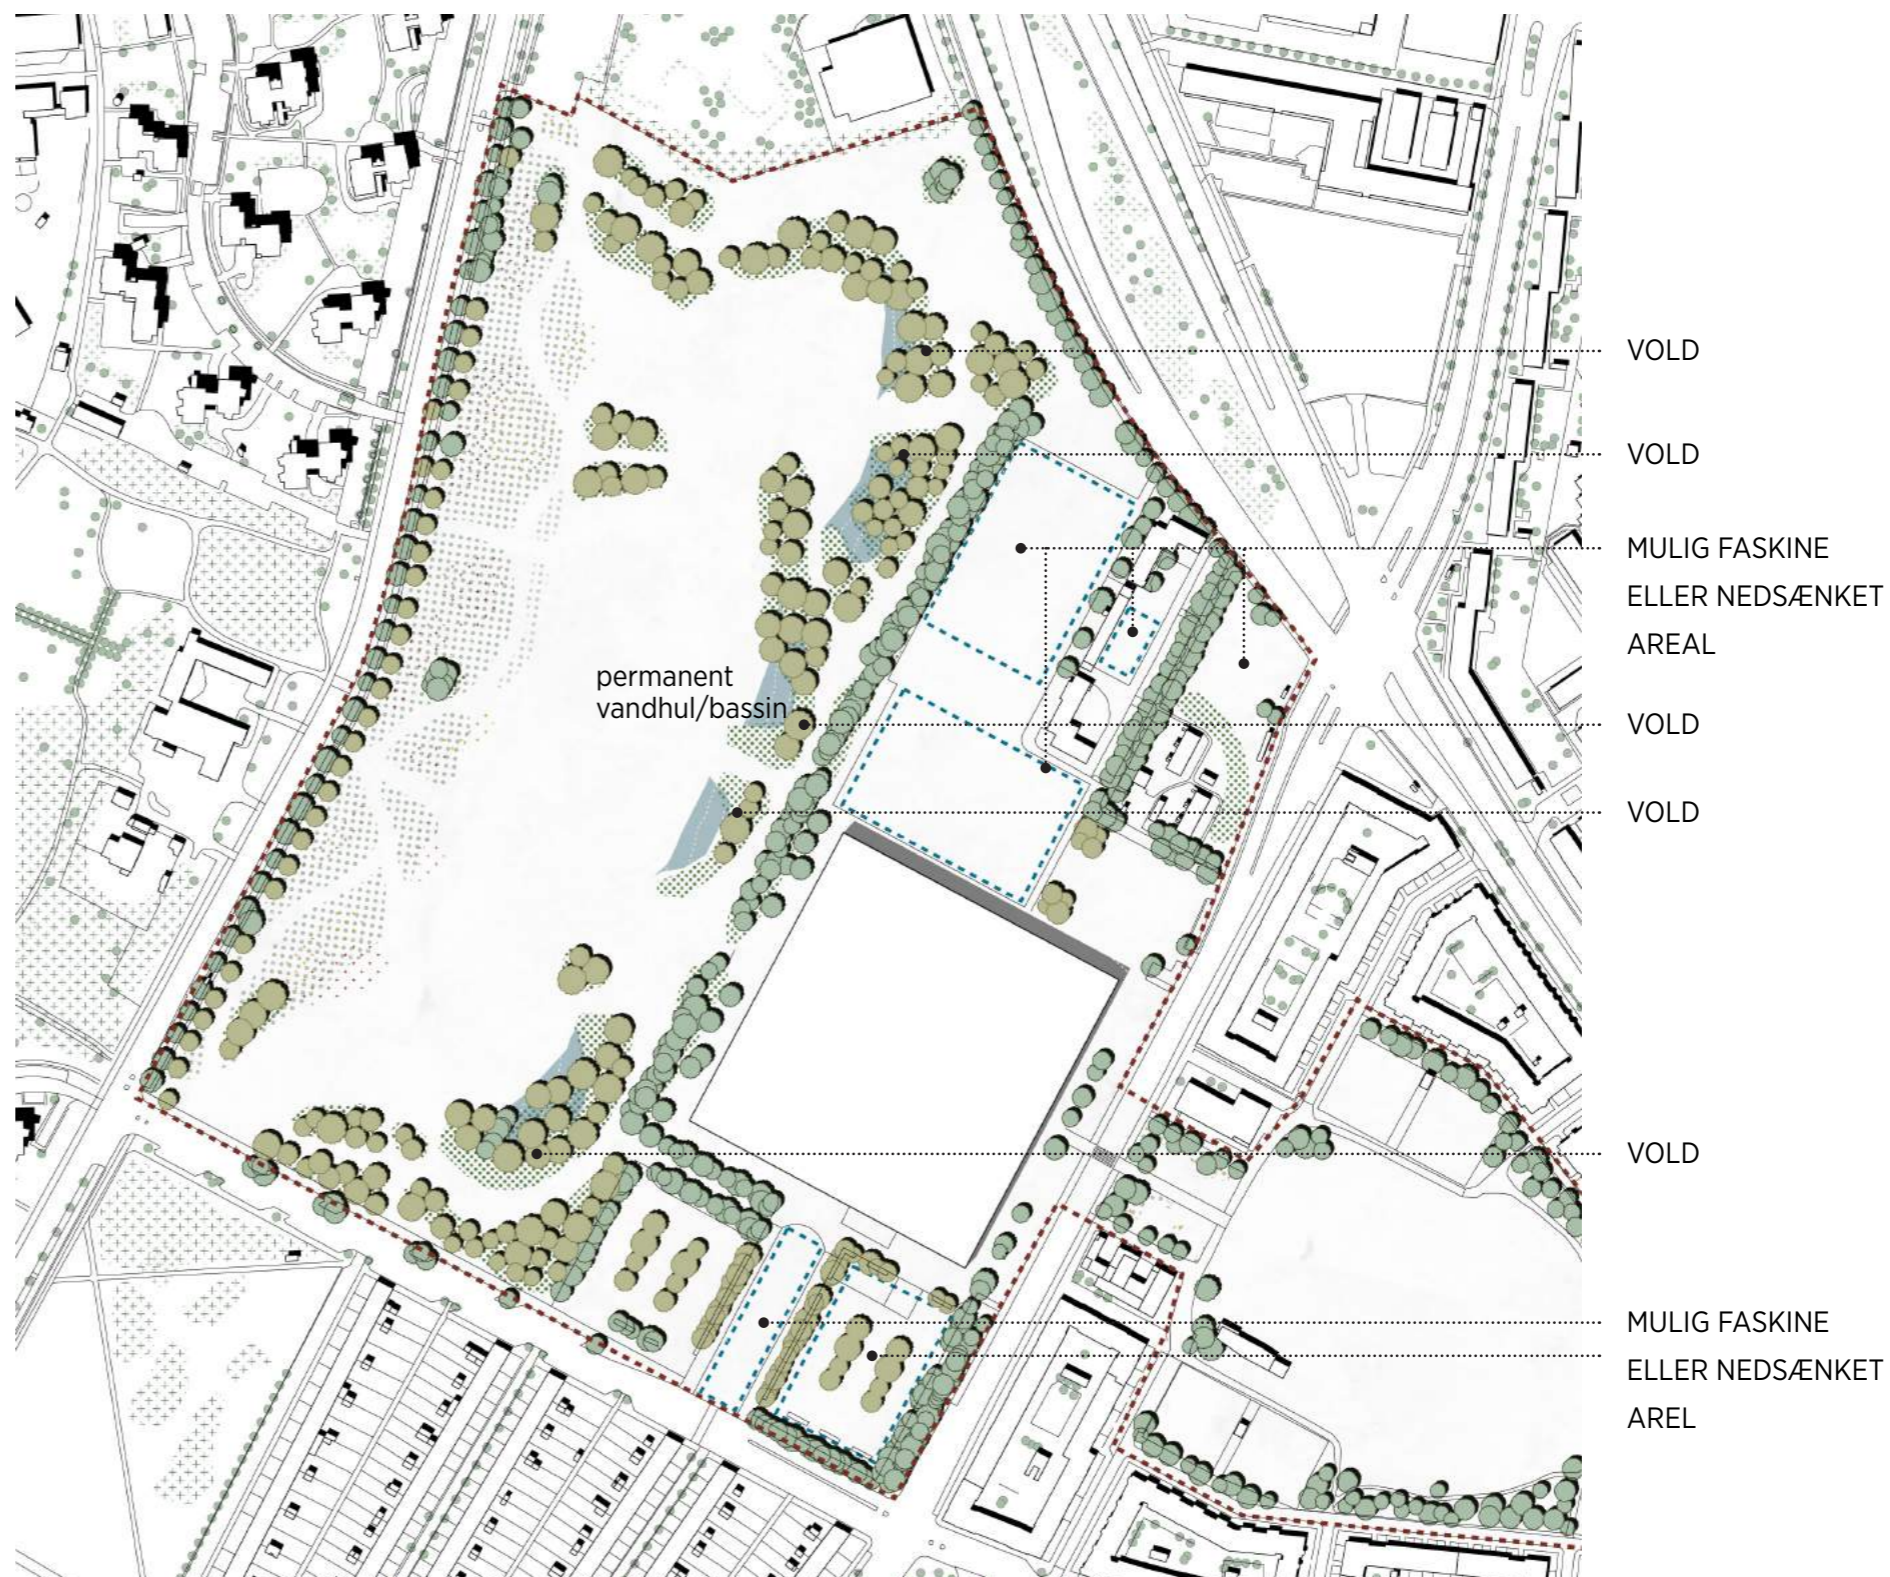 VOLD
VOLD
MULIG FASKINE
ELLER NEDSÆNKET
AREAL
permanent
vandhul/bassin
VOLD
VOLD
VOLD
MULIG FASKINE
ELLER NEDSÆNKET
AREL